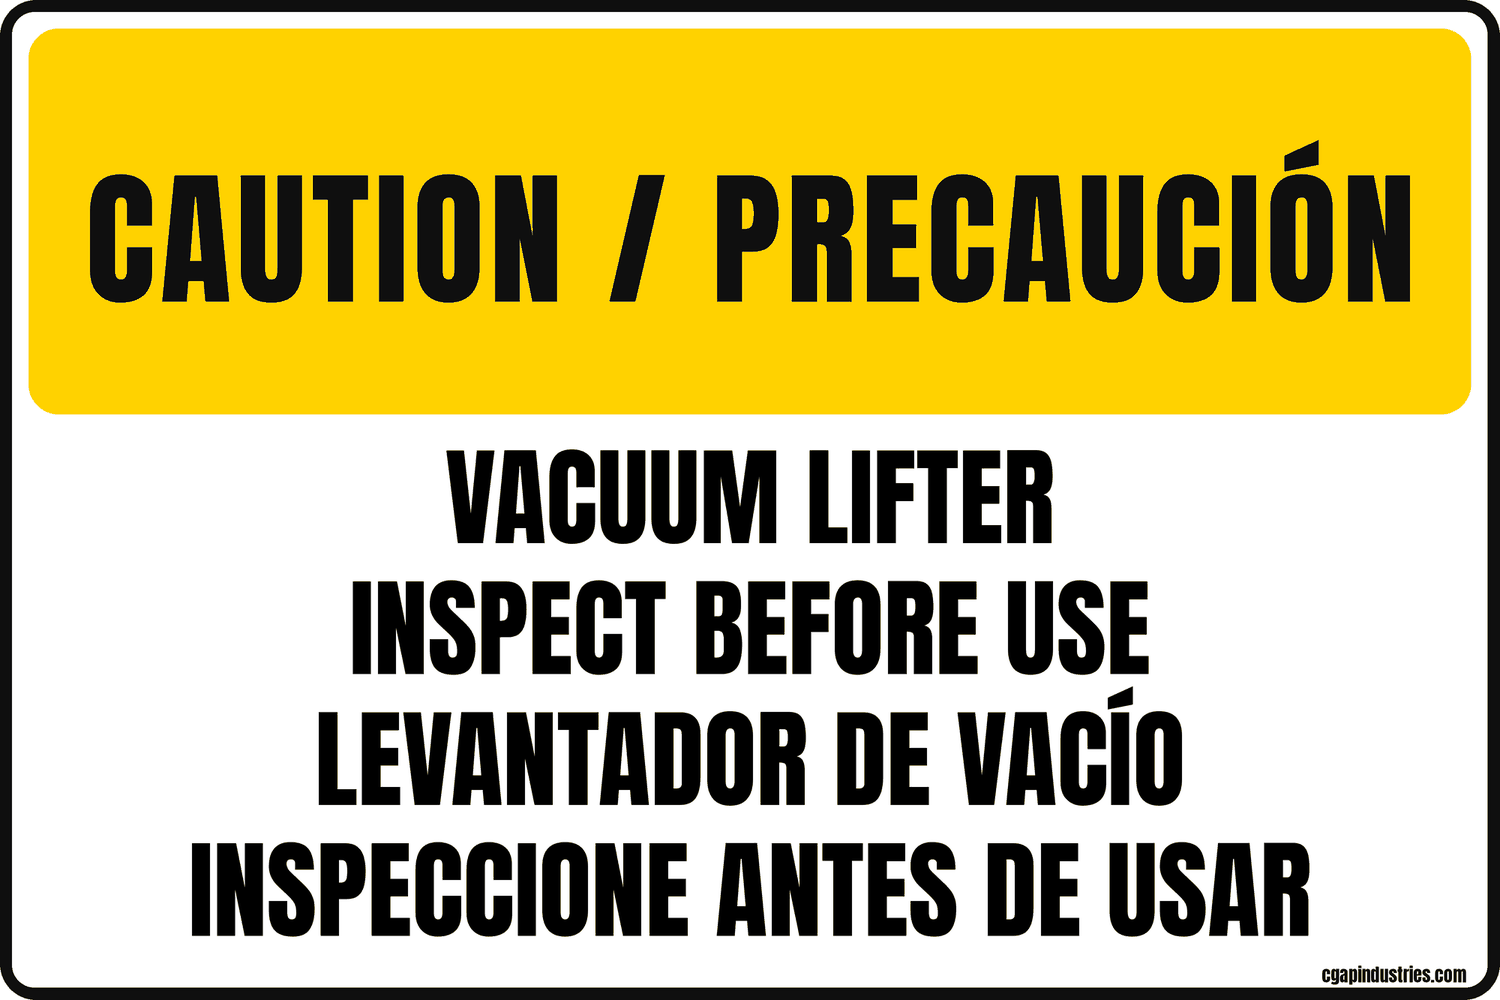 CAUTION / PRECAUCIÓN
VACUUM LIFTER
INSPECT BEFORE USE
LEVANTADOR DE VACÍO
INSPECCIONE ANTES DE USAR
cgapindustries.com